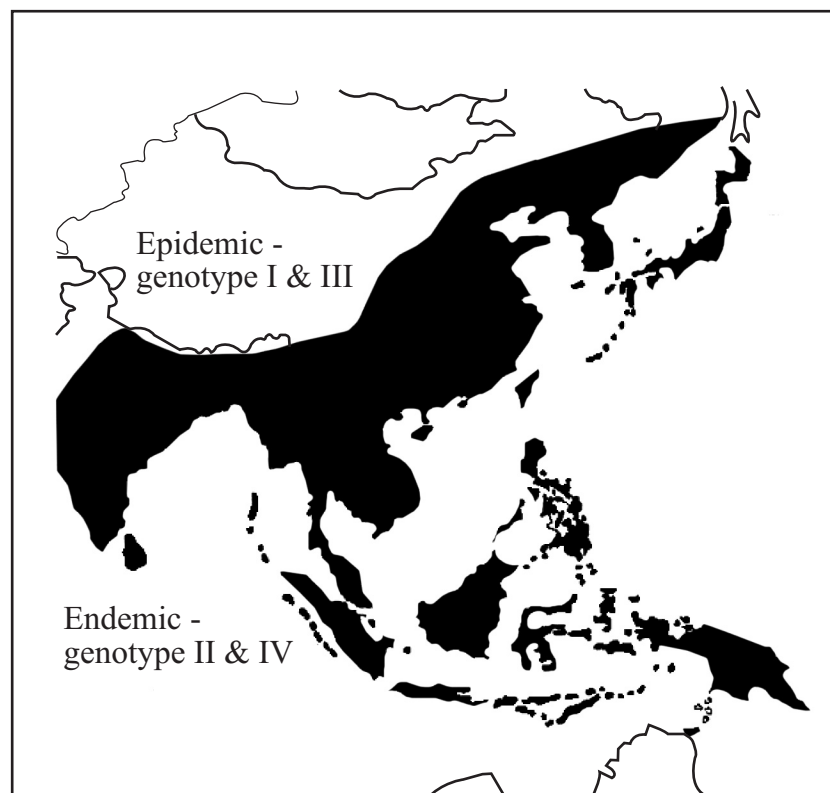 Epidemic -
genotype I & III
Endemic -
genotype II & IV